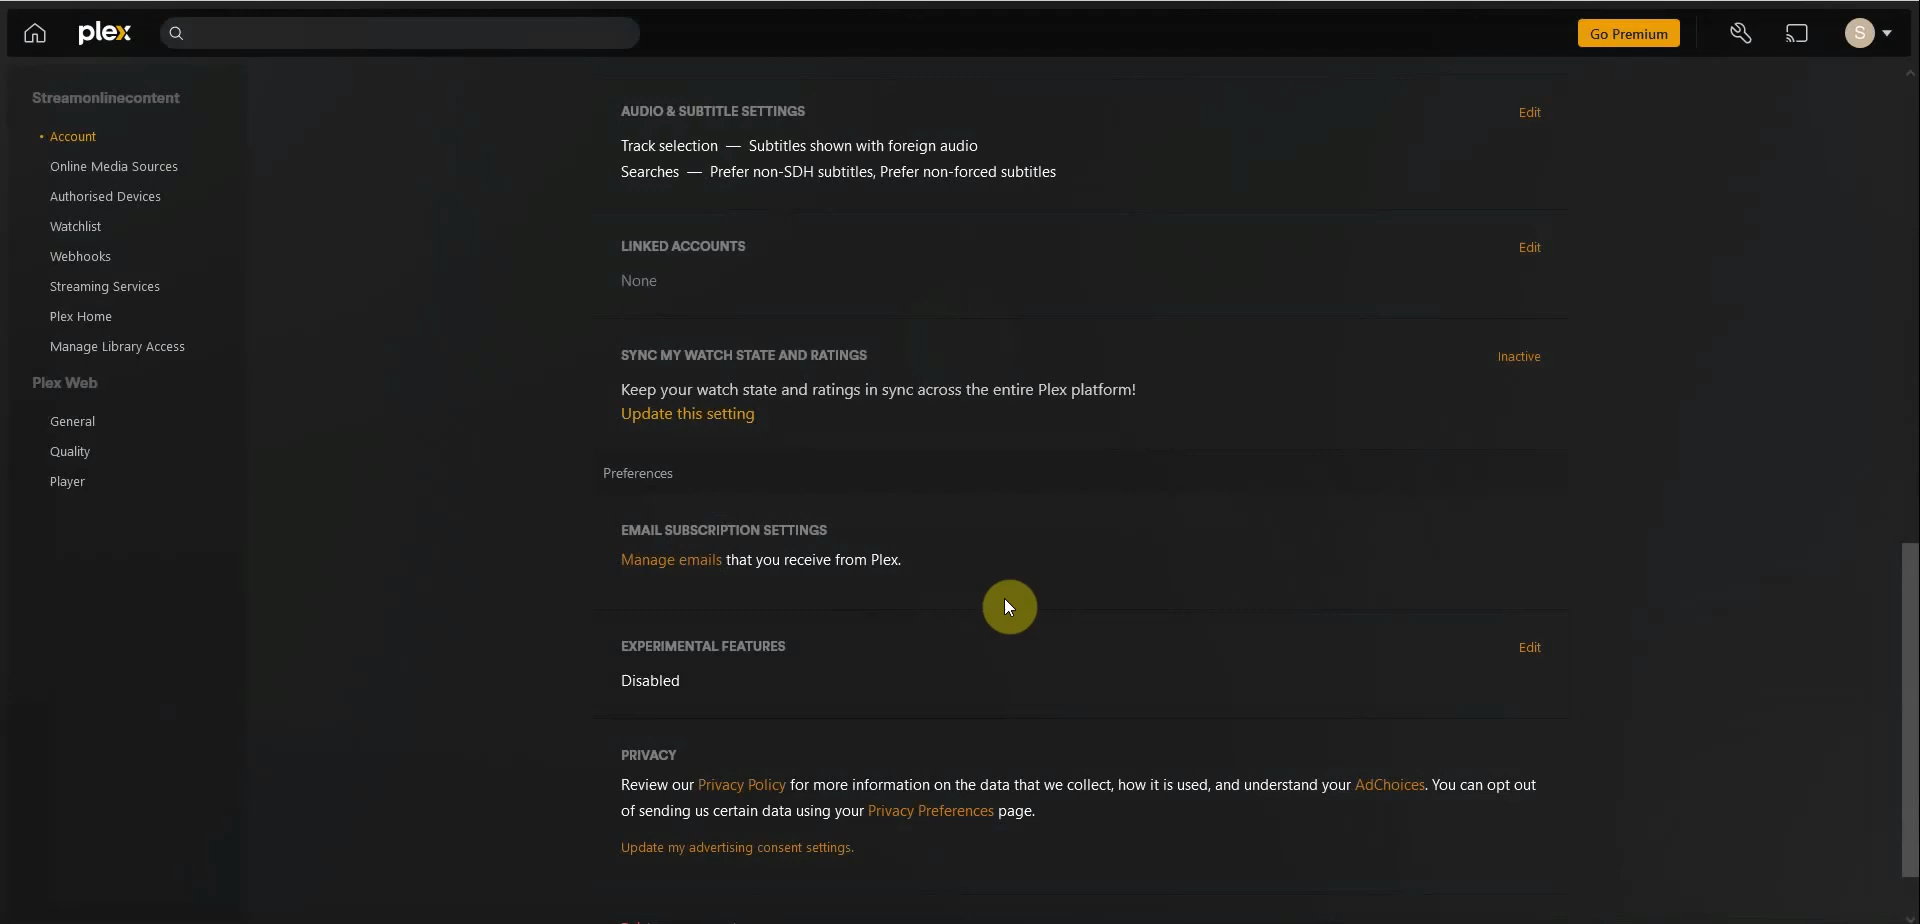 plex
Go Premium
S
Streamonlinecontent
Account
Online Media Sources
Authorised Devices
Watchlist
Webhooks
Streaming Services
Plex Home
Manage Library Access
Plex Web
General
Quality
Player
AUDIO & SUBTITLE SETTINGS
Edit
Track selection — Subtitles shown with foreign audio
Searches — Prefer non-SDH subtitles, Prefer non-forced subtitles
LINKED ACCOUNTS
Edit
None
SYNC MY WATCH STATE AND RATINGS
Inactive
Keep your watch state and ratings in sync across the entire Plex platform!
Update this setting
Preferences
EMAIL SUBSCRIPTION SETTINGS
Manage emails that you receive from Plex.
EXPERIMENTAL FEATURES
Edit
Disabled
PRIVACY
Review our Privacy Policy for more information on the data that we collect, how it is used, and understand your AdChoices. You can opt out
of sending us certain data using your Privacy Preferences page.
Update my advertising consent settings.